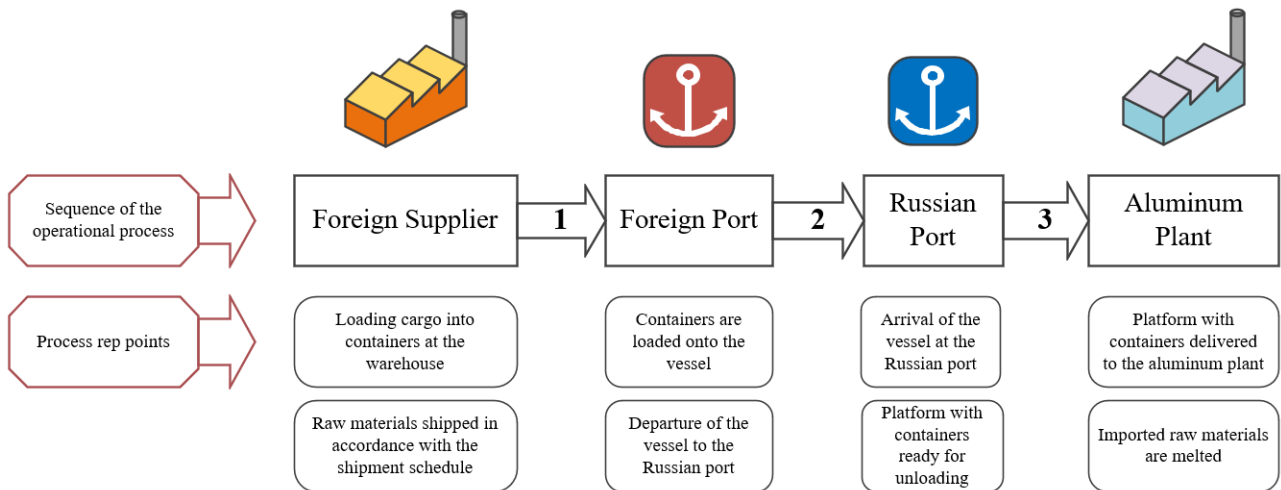 Sequence of the
operational process
Foreign Supplier
1
Foreign Port
2
Russian
Port
3
Aluminum
Plant
Process rep points
Loading cargo into
containers at the
warehouse
Containers are
loaded onto the
vessel
Arrival of the
vessel at the
Russian port
Platform with
containers delivered
to the aluminum plant
Raw materials shipped in
accordance with the
shipment schedule
Departure of the
vessel to the
Russian port
Platform with
containers
ready for
unloading
Imported raw materials
are melted